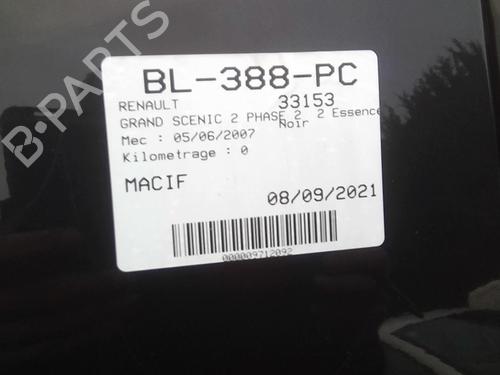 BL-388-PC
RENAULT 33153
GRAND SCENIC 2 PHASE 2 2 Essence
Noir
Mec : 05/06/2007
Kilometrage : 0
MACIF
08/09/2021
000009712092
B-PARTS